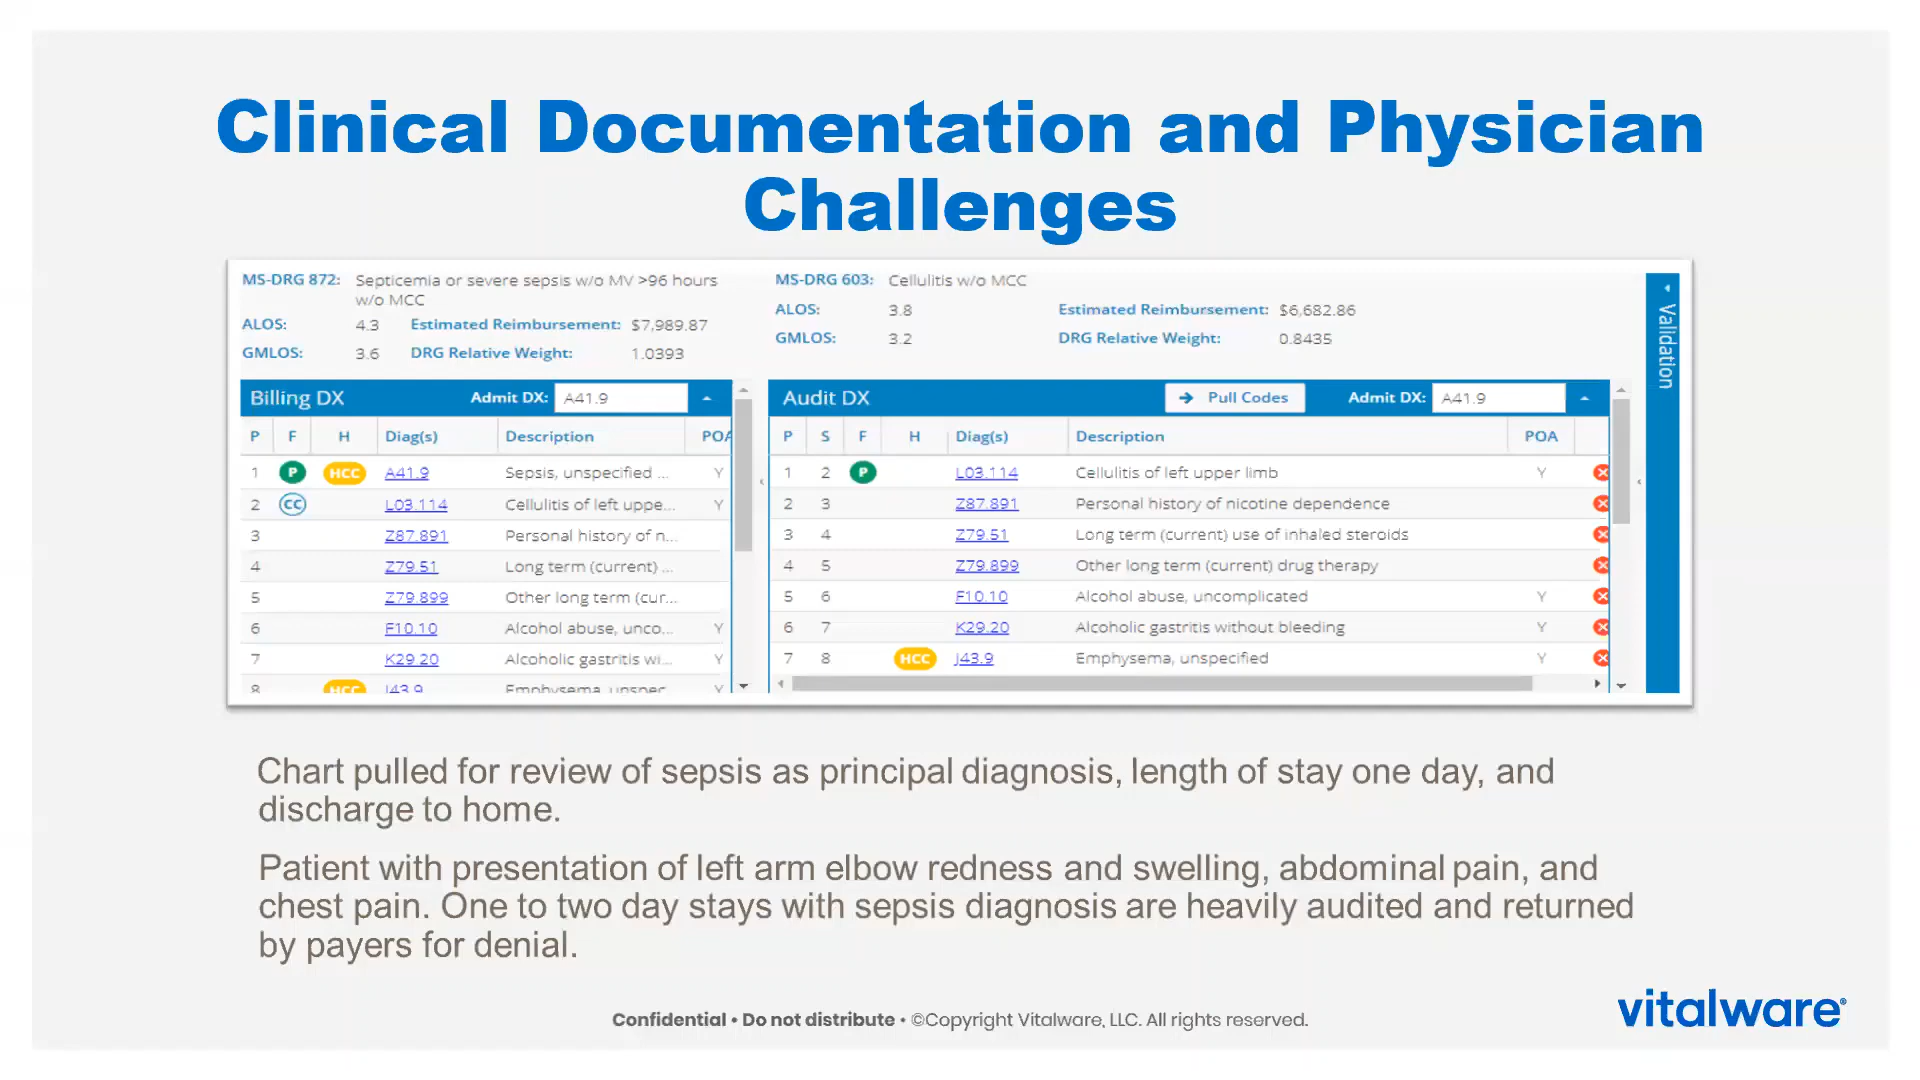 Clinical Documentation and Physician
Challenges
MS-DRG 872: Septicemia or severe sepsis w/o MV >96 hours
w/o MCC
ALOS: 4.3 Estimated Reimbursement: $7,989.87
GMLOS: 3.6 DRG Relative Weight: 1.0393
MS-DRG 603: Cellulitis w/o MCC
ALOS: 3.8 Estimated Reimbursement: $6,682.86
GMLOS: 3.2 DRG Relative Weight: 0.8435
Validation
Billing DX Admit DX: A41.9
P F H Diag(s) Description POA
1 P HCC A41.9 Sepsis, unspecified ... Y
2 CC L03.114 Cellulitis of left uppe... Y
3 Z87.891 Personal history of n...
4 Z79.51 Long term (current) ...
5 Z79.899 Other long term (cur...
6 F10.10 Alcohol abuse, unco... Y
7 K29.20 Alcoholic gastritis wi... Y
8 HCC J43.9 Emphysema, unspec... Y
Audit DX Pull Codes Admit DX: A41.9
P S F H Diag(s) Description POA
1 2 P L03.114 Cellulitis of left upper limb Y
2 3 Z87.891 Personal history of nicotine dependence
3 4 Z79.51 Long term (current) use of inhaled steroids
4 5 Z79.899 Other long term (current) drug therapy
5 6 F10.10 Alcohol abuse, uncomplicated Y
6 7 K29.20 Alcoholic gastritis without bleeding Y
7 8 HCC J43.9 Emphysema, unspecified Y
Chart pulled for review of sepsis as principal diagnosis, length of stay one day, and
discharge to home.
Patient with presentation of left arm elbow redness and swelling, abdominal pain, and
chest pain. One to two day stays with sepsis diagnosis are heavily audited and returned
by payers for denial.
Confidential • Do not distribute • ©Copyright Vitalware, LLC. All rights reserved.
vitalware®